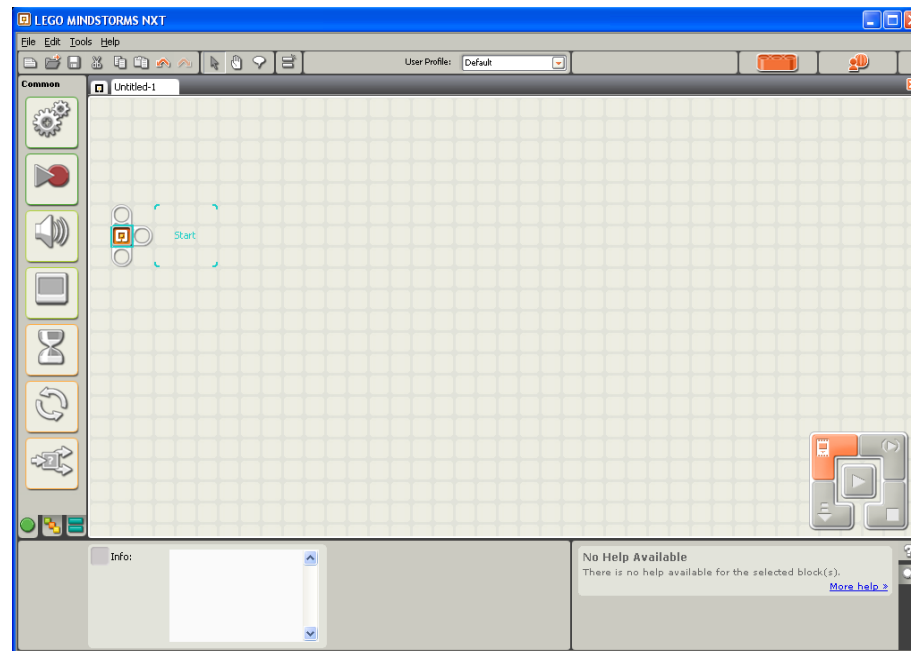 LEGO MINDSTORMS NXT
File Edit Tools Help
User Profile: Default
Common
Untitled-1
Start
Info:
No Help Available
There is no help available for the selected block(s).
More help »